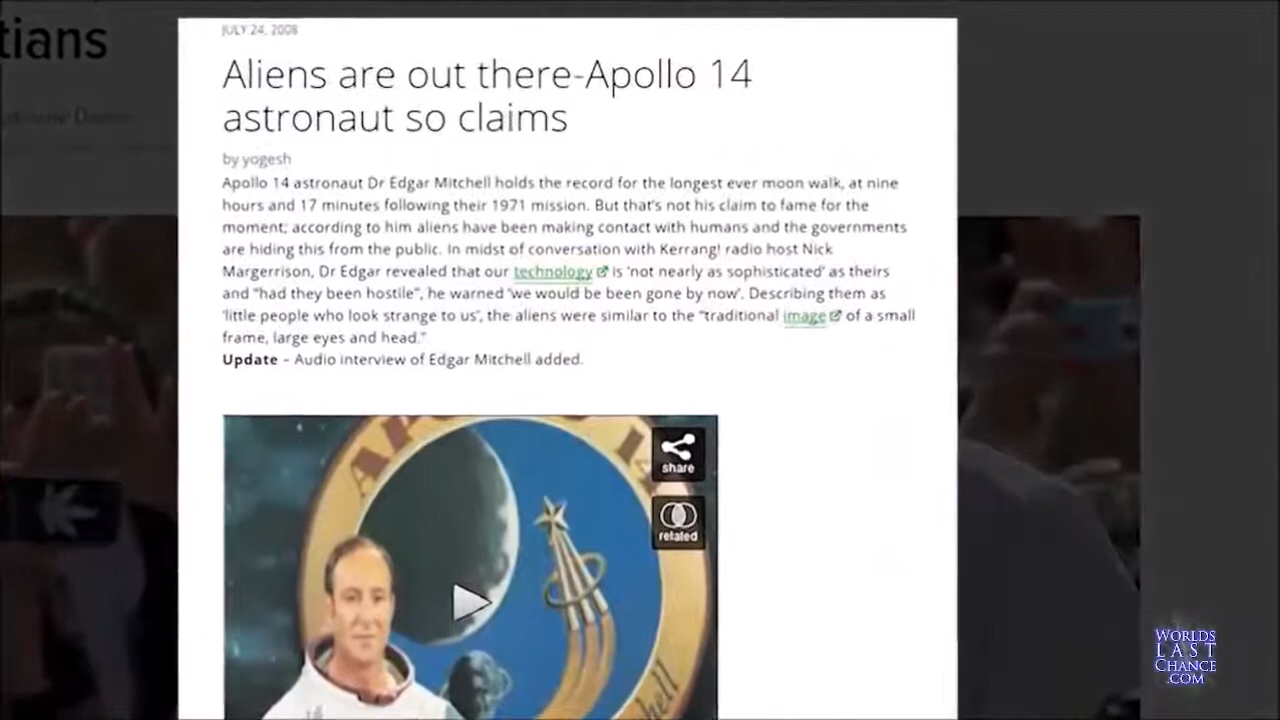 tians
JULY 24, 2008
Aliens are out there-Apollo 14
astronaut so claims
by yogesh
Apollo 14 astronaut Dr Edgar Mitchell holds the record for the longest ever moon walk, at nine
hours and 17 minutes following their 1971 mission. But that's not his claim to fame for the
moment; according to him aliens have been making contact with humans and the governments
are hiding this from the public. In midst of conversation with Kerrang! radio host Nick
Margerrison, Dr Edgar revealed that our technology is 'not nearly as sophisticated' as theirs
and "had they been hostile", he warned 'we would be been gone by now'. Describing them as
'little people who look strange to us', the aliens were similar to the "traditional image of a small
frame, large eyes and head."
Update – Audio interview of Edgar Mitchell added.
share
related
hell
WORLDS
LAST
CHANCE
.COM